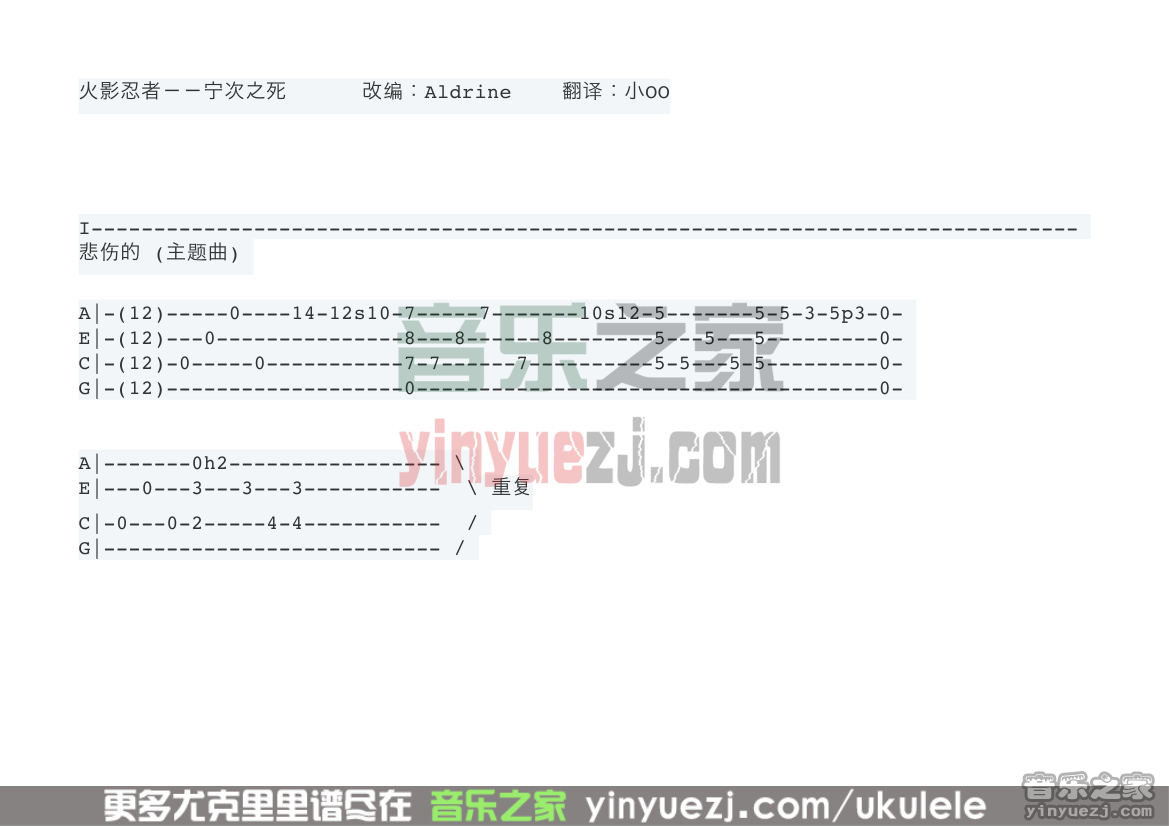 火影忍者－－宁次之死 改编：Aldrine 翻译：小oo
I-------------------------------------------------------------------------------
悲伤的 (主题曲)
A|-(12)-----0----14-12s10-7-----7-------10sl2-5-------5-5-3-5p3-0-
E|-(12)---0---------------8---8------8--------5---5---5---------0-
C|-(12)-0-----0-----------7-7------7----------5-5---5-5---------0-
G|-(12)-------------------0-------------------------------------0-
音乐之家
yinyuezj.com
A|-------0h2----------------- \
E|---0---3---3---3----------- \ 重复
C|-0---0-2-----4-4----------- /
G|--------------------------- /
音乐之家
yinyuezj.com
更多尤克里里谱尽在 音乐之家 yinyuezj.com/ukulele